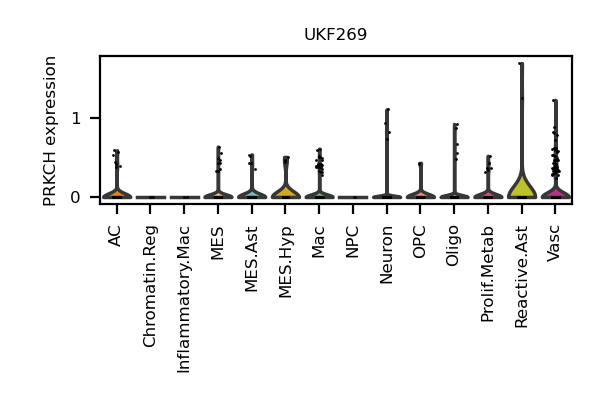 UKF269
PRKCH expression
1
0
AC
Chromatin.Reg
Inflammatory.Mac
MES
MES.Ast
MES.Hyp
Mac
NPC
Neuron
OPC
Oligo
Prolif.Metab
Reactive.Ast
Vasc